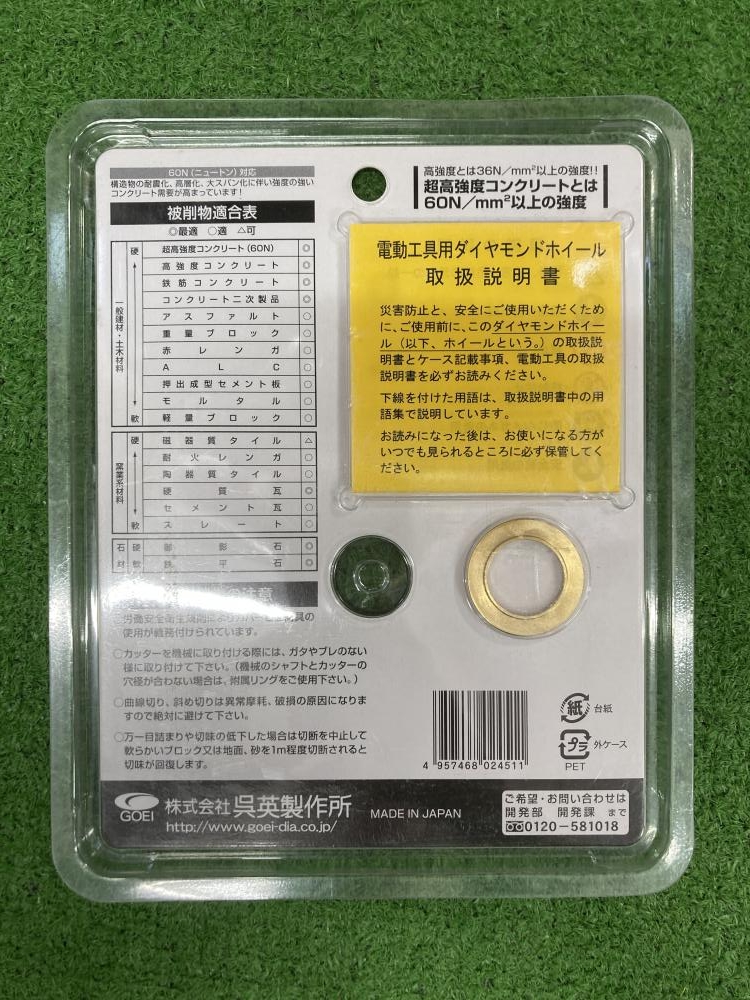 60N（ニュートン）対応
構造物の耐震化、高層化、大スパン化に伴い強度の強い
コンクリート需要が高まっています！
被削物適合表
◎最適 ○適 △可
一般建材・土木材料
硬
軟
超高強度コンクリート（60N） ◎
高強度コンクリート ◎
鉄筋コンクリート ◎
コンクリート二次製品 ◎
アスファルト ○
重量ブロック ○
赤レンガ ○
ALC ○
押出成型セメント板 ○
モルタル ○
軽量ブロック ○
窯業系材料
硬
軟
磁器質タイル △
耐火レンガ ○
陶器質タイル ○
硬質瓦 ◎
セメント瓦 ○
スレート ○
石材
硬
軟
御影石 ◎
鉄平石 ◎
注意
使用が義務付けられています。
○カッターを機械に取り付ける際には、ガタやブレのない
様に取り付けて下さい。（機械のシャフトとカッターの
穴径が合わない場合は、附属リングをご使用下さい。）
○曲線切り、斜め切りは異常摩耗、破損の原因になりま
すので絶対に避けて下さい。
○万一目詰まりや切味の低下した場合は切断を中止して
軟らかいブロック又は地面、砂を1m程度切断されると
切味が回復します。
高強度とは36N／mm²以上の強度!!
超高強度コンクリートとは
60N／mm²以上の強度
電動工具用ダイヤモンドホイール
取扱説明書
災害防止と、安全にご使用いただくため
に、ご使用前に、このダイヤモンドホイー
ル（以下、ホイールという。）の取扱説
明書とケース記載事項、電動工具の取扱
説明書を必ずお読みください。
下線を付けた用語は、取扱説明書中の用
語集で説明しています。
お読みになった後は、お使いになる方が
いつでも見られるところに必ず保管してく
ださい。
4 957468 024511
紙 台紙
プラ 外ケース
PET
GOEI
株式会社呉英製作所
http://www.goei-dia.co.jp/
MADE IN JAPAN
ご希望・お問い合わせは
開発部 開発課 まで
0120-581018